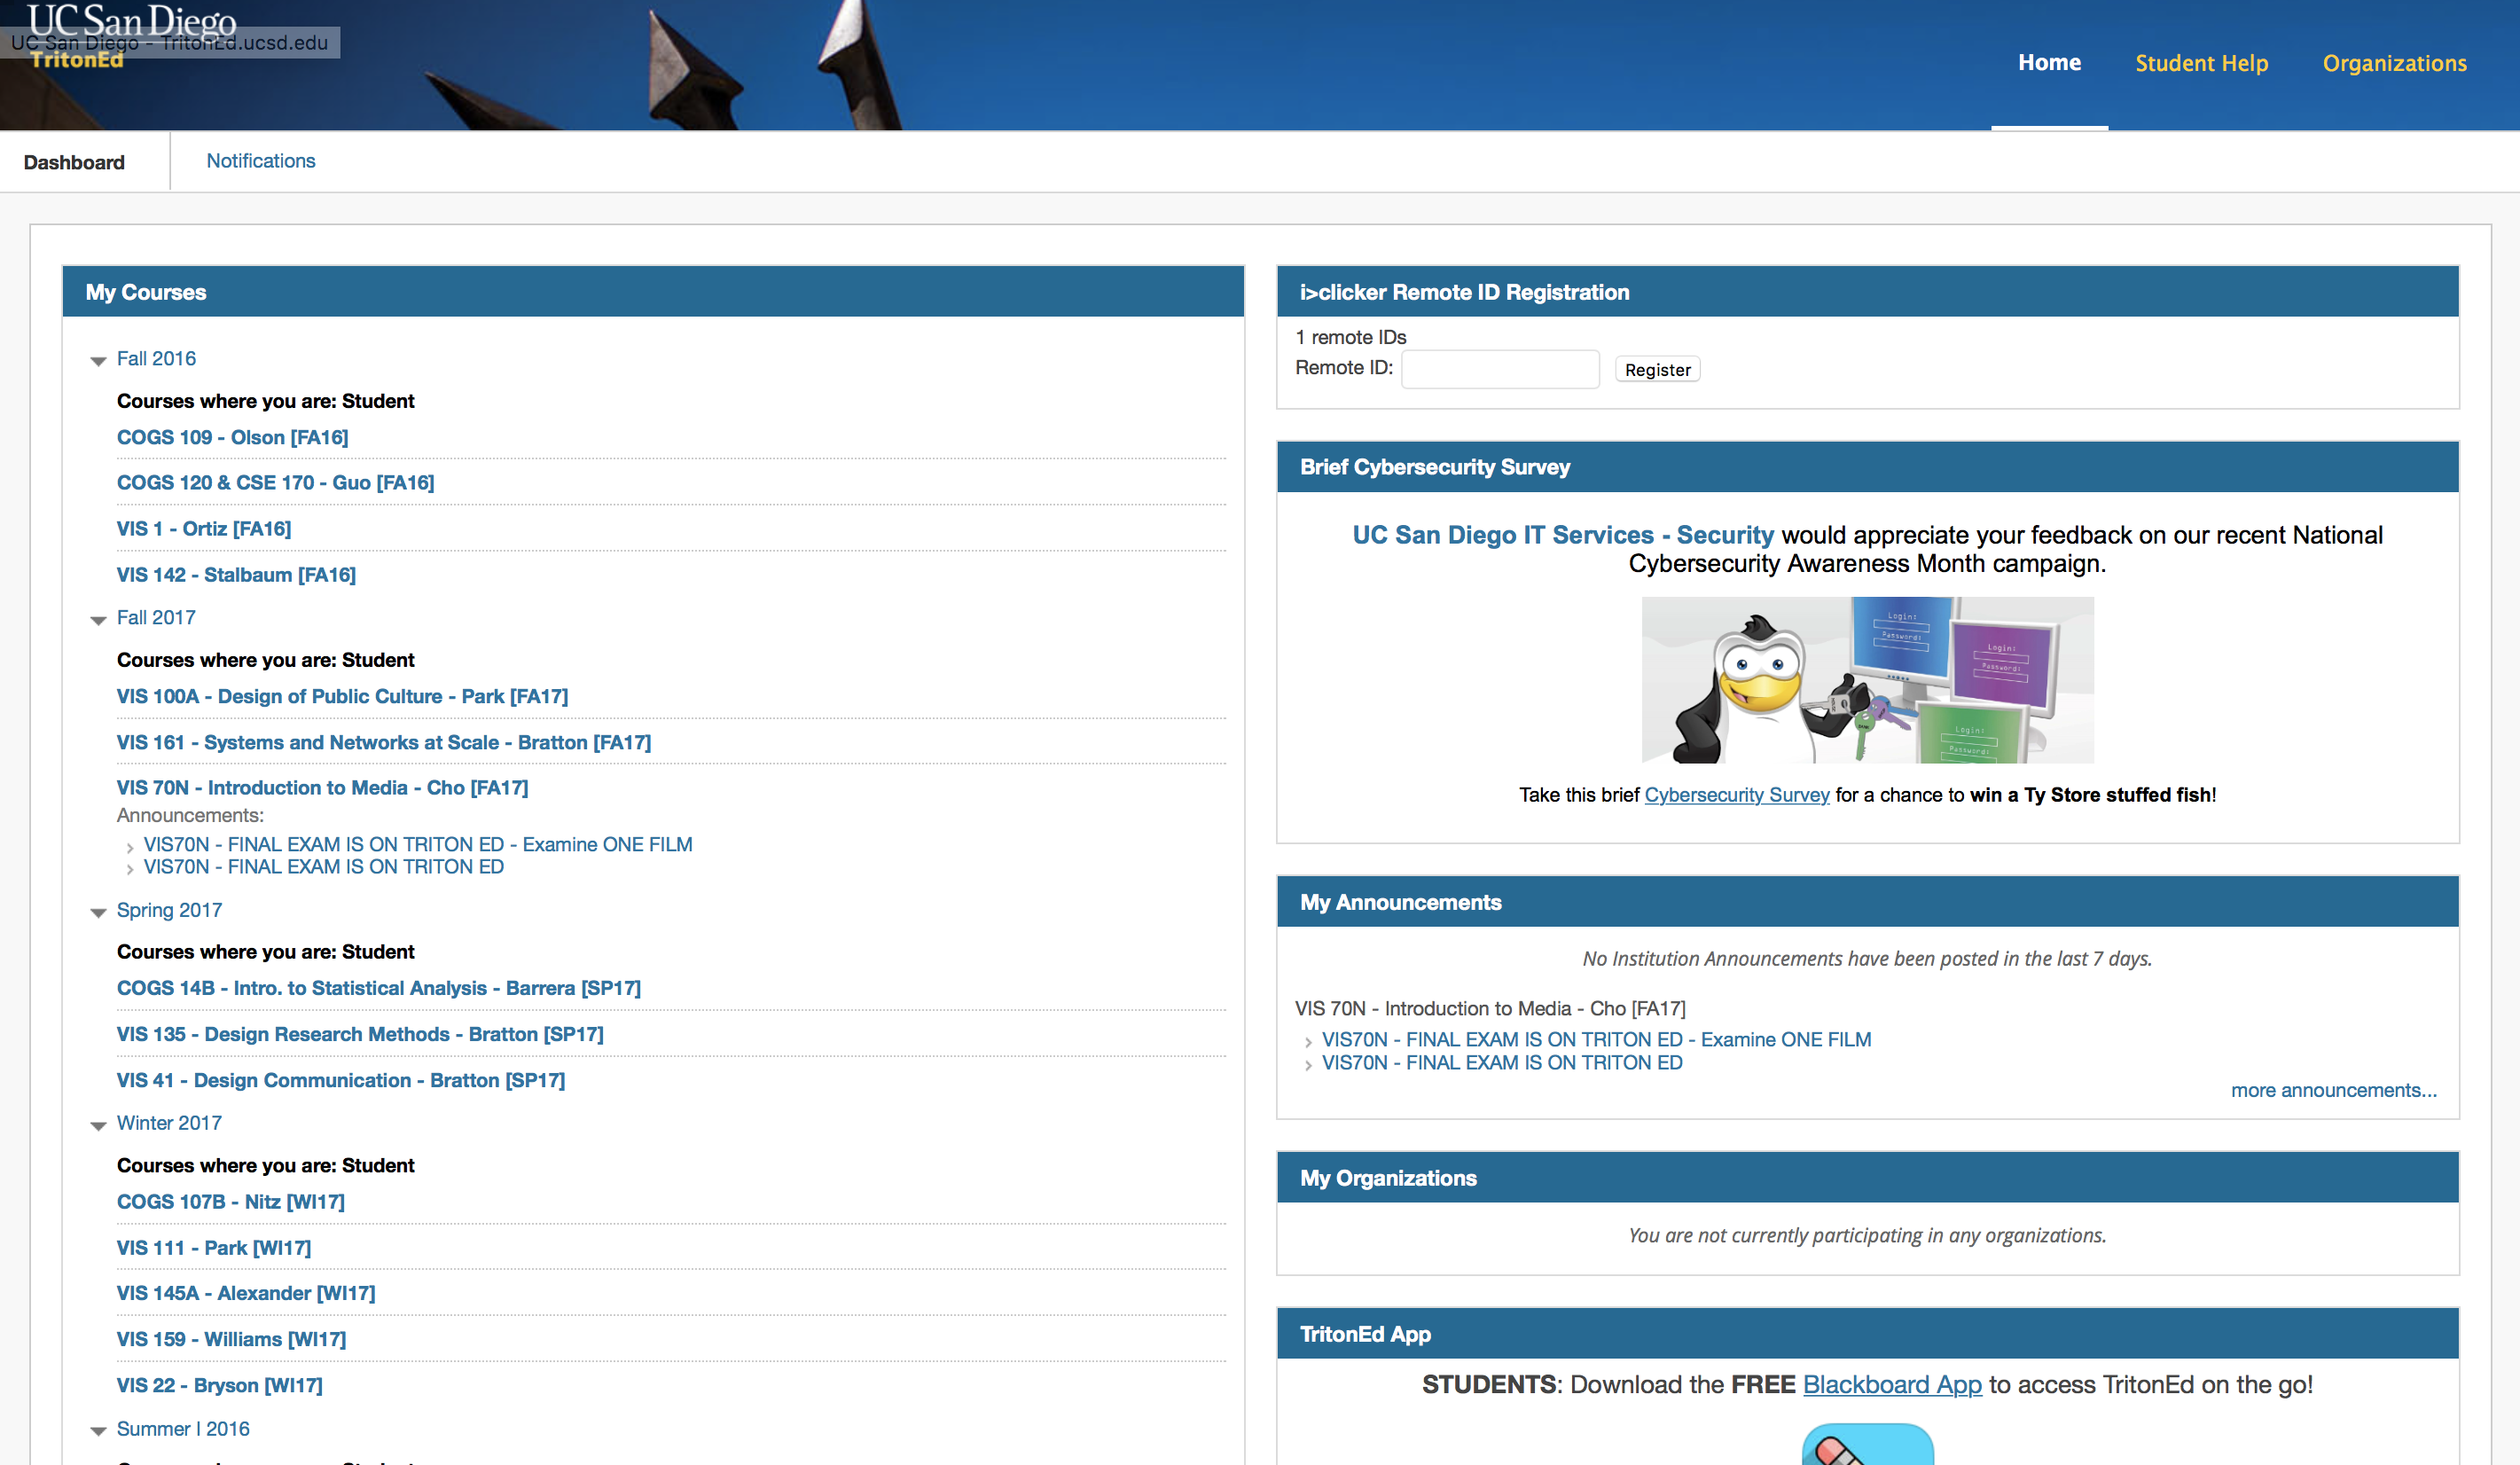 UC San Diego
UC San Diego - TritonEd.ucsd.edu
TritonEd
Home
Student Help
Organizations
Dashboard
Notifications
My Courses
Fall 2016
Courses where you are: Student
COGS 109 - Olson [FA16]
COGS 120 & CSE 170 - Guo [FA16]
VIS 1 - Ortiz [FA16]
VIS 142 - Stalbaum [FA16]
Fall 2017
Courses where you are: Student
VIS 100A - Design of Public Culture - Park [FA17]
VIS 161 - Systems and Networks at Scale - Bratton [FA17]
VIS 70N - Introduction to Media - Cho [FA17]
Announcements:
VIS70N - FINAL EXAM IS ON TRITON ED - Examine ONE FILM
VIS70N - FINAL EXAM IS ON TRITON ED
Spring 2017
Courses where you are: Student
COGS 14B - Intro. to Statistical Analysis - Barrera [SP17]
VIS 135 - Design Research Methods - Bratton [SP17]
VIS 41 - Design Communication - Bratton [SP17]
Winter 2017
Courses where you are: Student
COGS 107B - Nitz [WI17]
VIS 111 - Park [WI17]
VIS 145A - Alexander [WI17]
VIS 159 - Williams [WI17]
VIS 22 - Bryson [WI17]
Summer I 2016
i>clicker Remote ID Registration
1 remote IDs
Remote ID:
Register
Brief Cybersecurity Survey
UC San Diego IT Services - Security would appreciate your feedback on our recent National
Cybersecurity Awareness Month campaign.
Login:
Password:
Login:
Password:
Login:
Password:
Take this brief Cybersecurity Survey for a chance to win a Ty Store stuffed fish!
My Announcements
No Institution Announcements have been posted in the last 7 days.
VIS 70N - Introduction to Media - Cho [FA17]
VIS70N - FINAL EXAM IS ON TRITON ED - Examine ONE FILM
VIS70N - FINAL EXAM IS ON TRITON ED
more announcements...
My Organizations
You are not currently participating in any organizations.
TritonEd App
STUDENTS: Download the FREE Blackboard App to access TritonEd on the go!